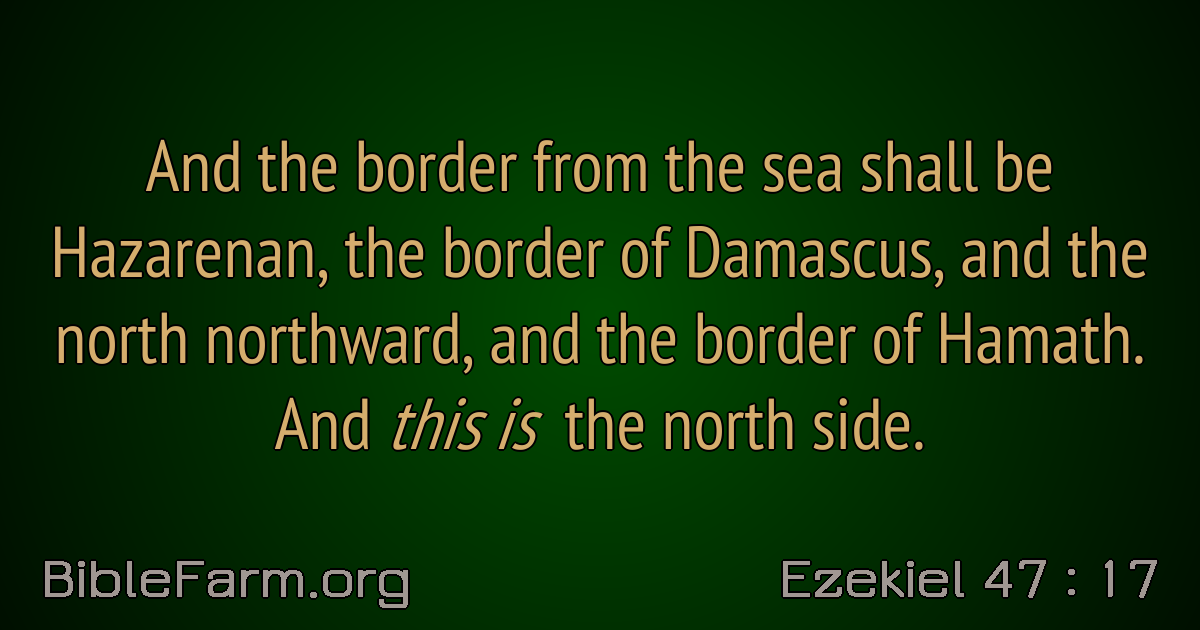 And the border from the sea shall be
Hazarenan, the border of Damascus, and the
north northward, and the border of Hamath.
And this is the north side.
BibleFarm.org
Ezekiel 47 : 17